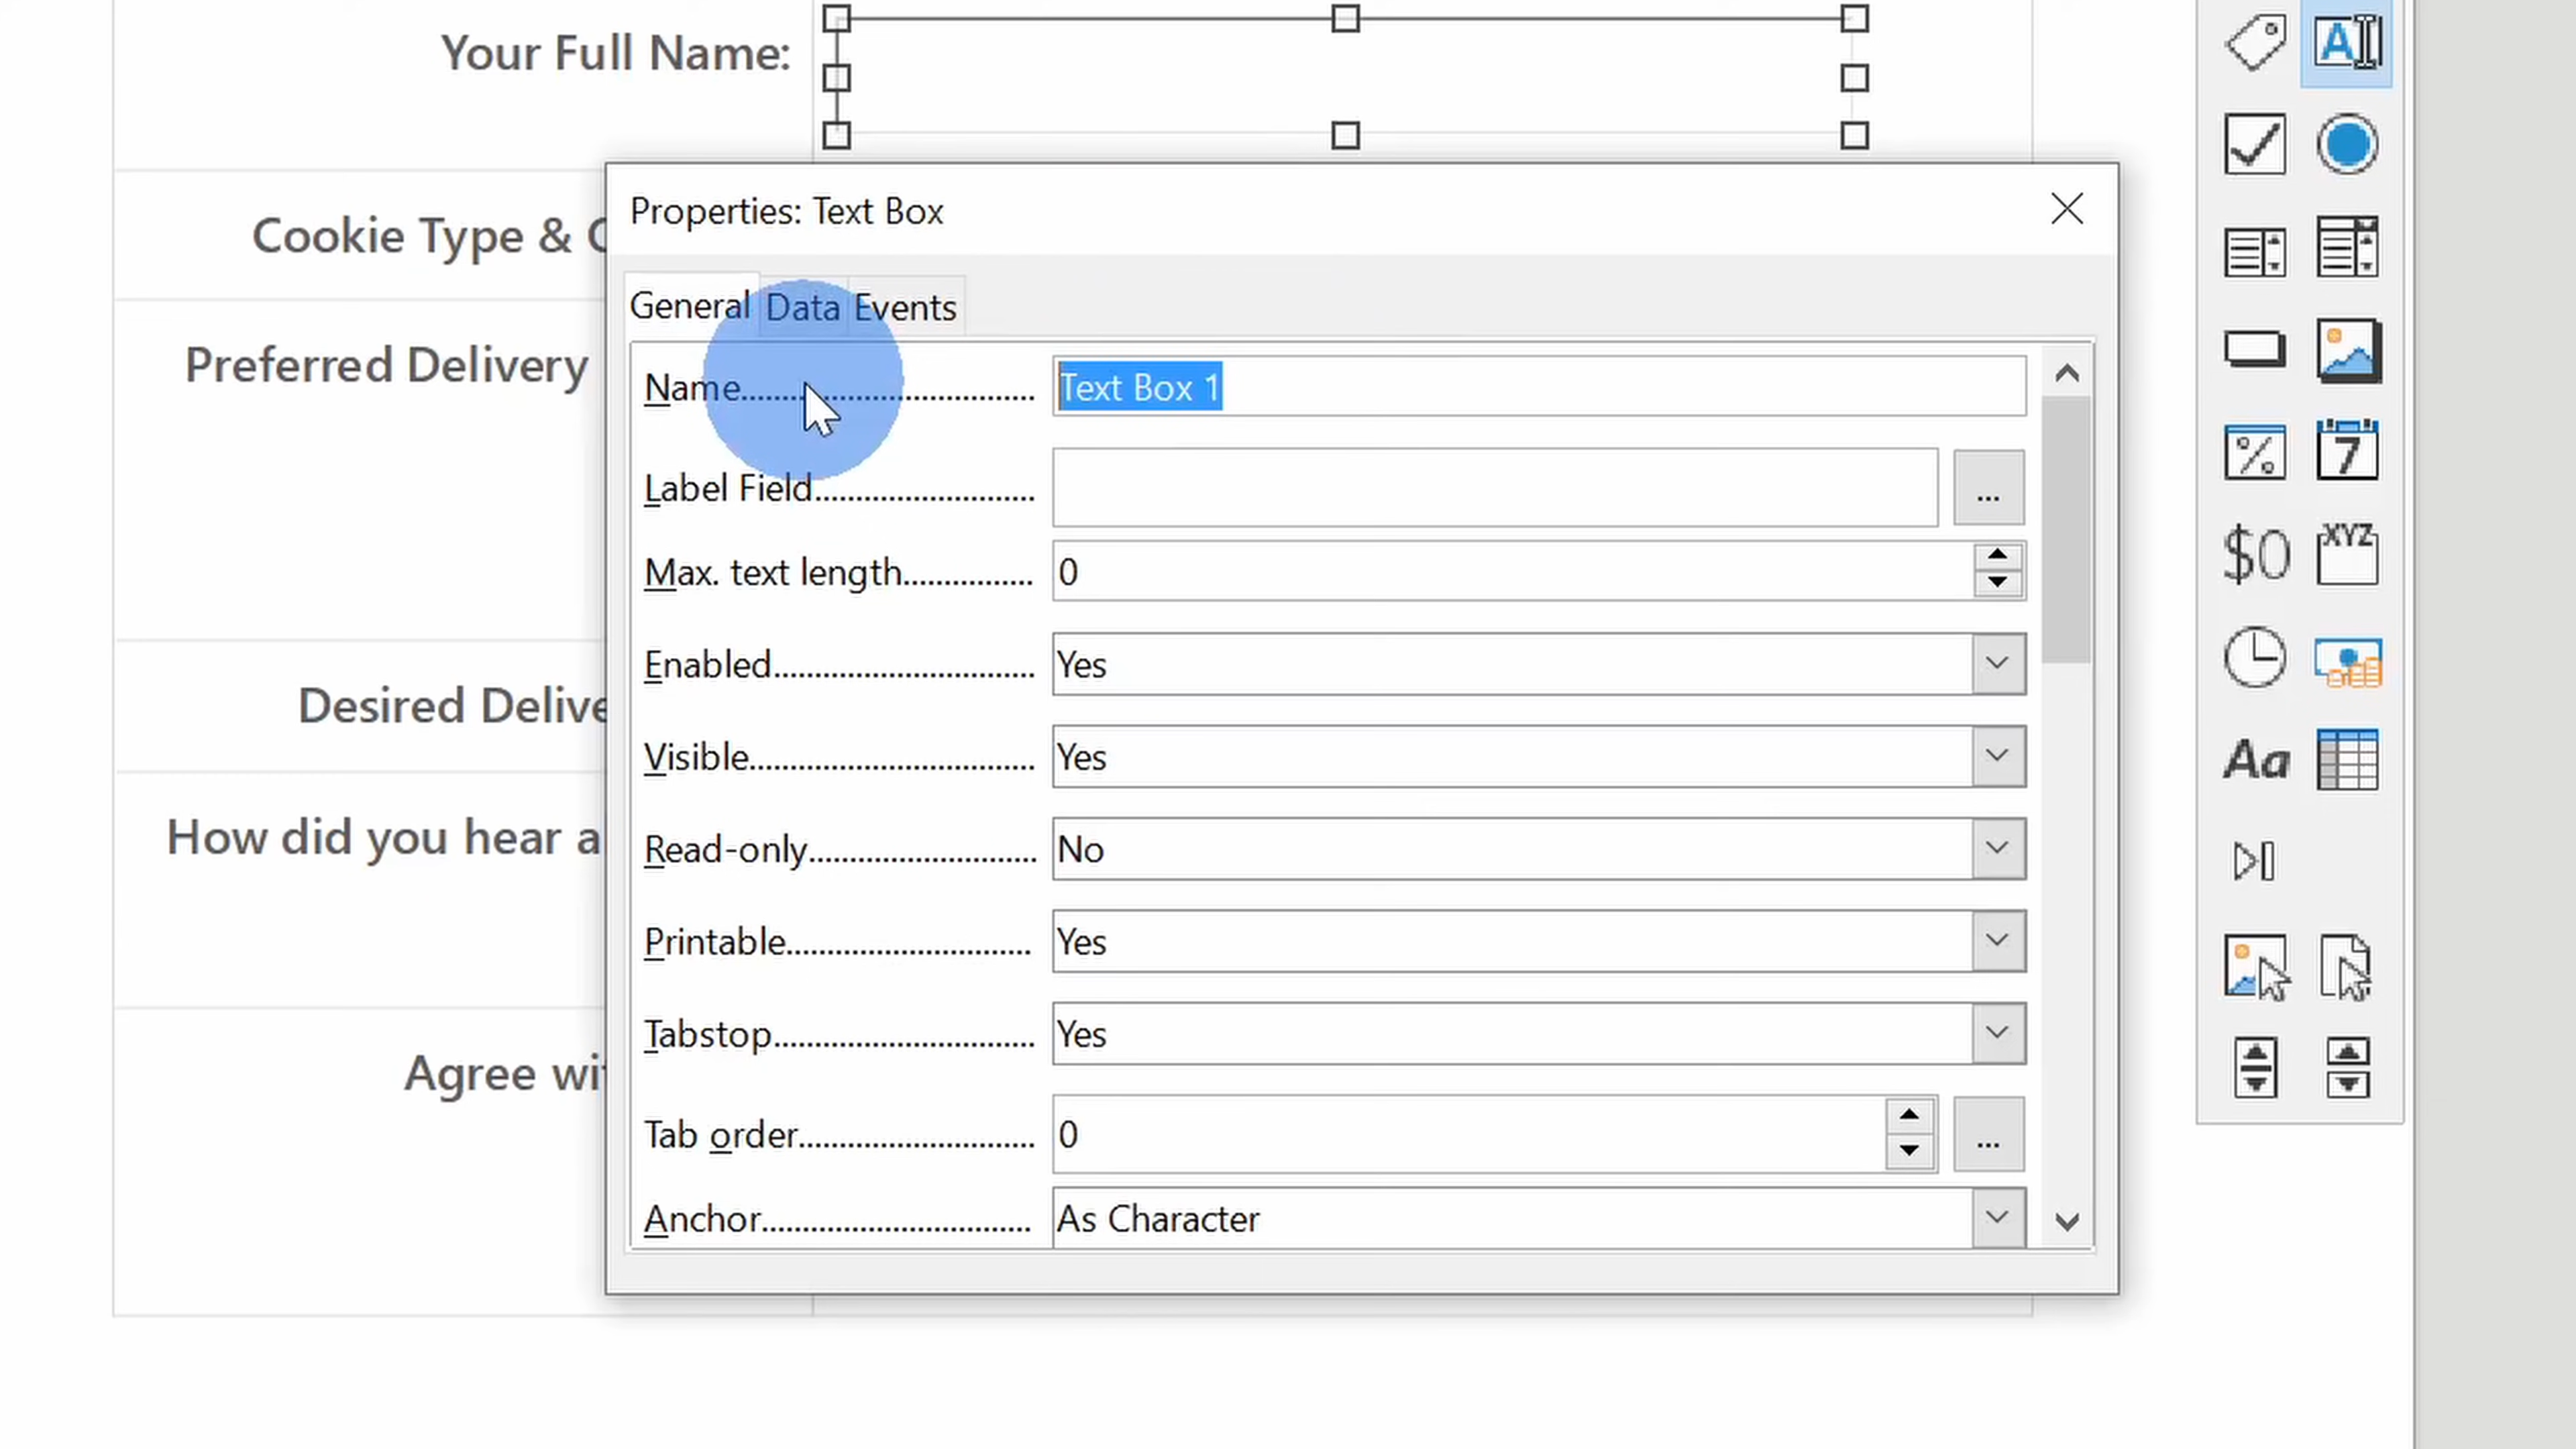 Your Full Name:
Cookie Type &
Preferred Delivery
Desired Delive
How did you hear a
Agree wi
Properties: Text Box
General Data Events
Name.............................. Text Box 1
Label Field........................... ...
Max. text length................ 0
Enabled................................ Yes
Visible................................... Yes
Read-only............................ No
Printable.............................. Yes
Tabstop................................ Yes
Tab order............................. 0 ...
Anchor................................. As Character
A
%
7
$0
XYZ
Aa